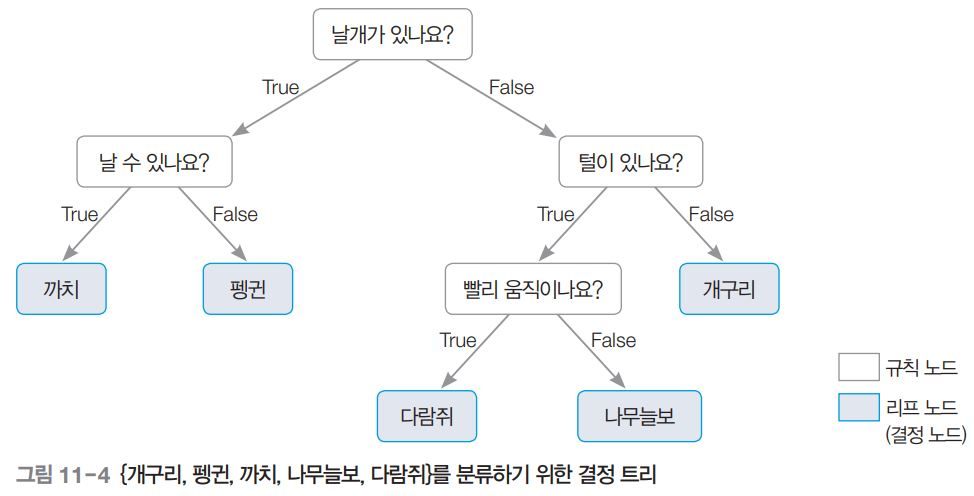 날개가 있나요?
True
False
날 수 있나요?
털이 있나요?
True
False
True
False
까치
펭귄
빨리 움직이나요?
개구리
True
False
규칙 노드
다람쥐
나무늘보
리프 노드
(결정 노드)
그림 11-4 {개구리, 펭귄, 까치, 나무늘보, 다람쥐}를 분류하기 위한 결정 트리